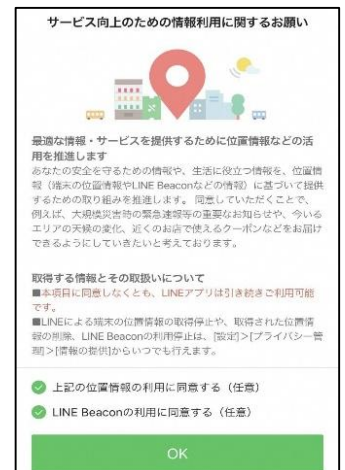 サービス向上のための情報利用に関するお願い
最適な情報・サービスを提供するために位置情報などの活
用を推進します
あなたの安全を守るための情報や、生活に役立つ情報を、位置情
報（端末の位置情報やLINE Beaconなどの情報）に基づいて提供
するための取り組みを推進します。 同意していただくことで、
例えば、大規模災害時の緊急速報等の重要なお知らせや、今いる
エリアの天候の変化、近くのお店で使えるクーポンなどをお届け
できるようにしていきたいと考えております。
取得する情報とその取扱いについて
■本項目に同意しなくとも、LINEアプリは引き続きご利用可能
です。
■LINEによる端末の位置情報の取得停止や、取得された位置情
報の削除、LINE Beaconの利用停止は、[設定]>[プライバシー管
理]>[情報の提供]からいつでも行えます。
上記の位置情報の利用に同意する（任意）
LINE Beaconの利用に同意する（任意）
OK